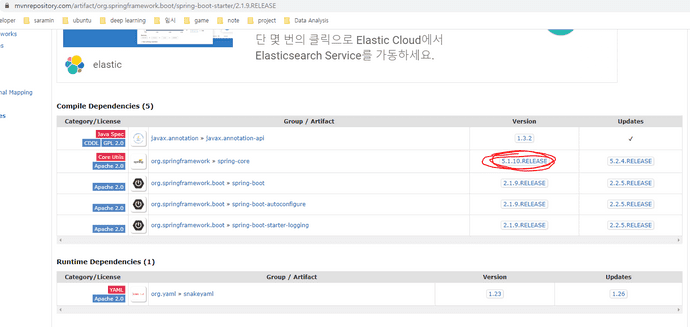 mvnrepository.com/artifact/org.springframework.boot/spring-boot-starter/2.1.9.RELEASE
eveloper saramin ubuntu deep learning 임시 game note project Data Analysis
works
단 몇 번의 클릭으로 Elastic Cloud에서
Elasticsearch Service를 가동하세요.
elastic
nal Mapping
es
Compile Dependencies (5)
Category/License Group / Artifact Version Updates
Java Spec
CDDL GPL 2.0
javax.annotation » javax.annotation-api 1.3.2 ✓
Core Utils
Apache 2.0
org.springframework » spring-core 5.1.10.RELEASE 5.2.4.RELEASE
Apache 2.0 org.springframework.boot » spring-boot 2.1.9.RELEASE 2.2.5.RELEASE
Apache 2.0 org.springframework.boot » spring-boot-autoconfigure 2.1.9.RELEASE 2.2.5.RELEASE
Apache 2.0 org.springframework.boot » spring-boot-starter-logging 2.1.9.RELEASE 2.2.5.RELEASE
Runtime Dependencies (1)
Category/License Group / Artifact Version Updates
YAML
Apache 2.0
org.yaml » snakeyaml 1.23 1.26